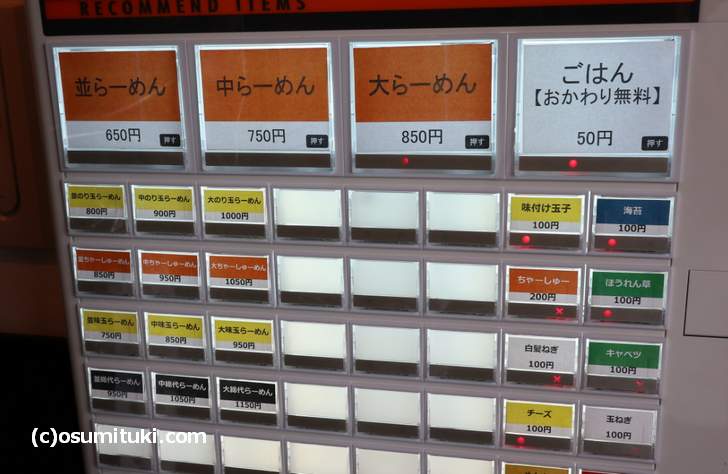 RECOMMEND ITEMS
並らーめん
650円
押す
中らーめん
750円
押す
大らーめん
850円
押す
ごはん
【おかわり無料】
50円
押す
並のり玉らーめん
800円
中のり玉らーめん
900円
大のり玉らーめん
1000円
味付け玉子
100円
海苔
100円
並ちゃーしゅーめん
850円
中ちゃーしゅーめん
950円
大ちゃーしゅーめん
1050円
ちゃーしゅー
200円
ほうれん草
100円
並味玉らーめん
750円
中味玉らーめん
850円
大味玉らーめん
950円
白髪ねぎ
100円
キャベツ
100円
並総代らーめん
950円
中総代らーめん
1050円
大総代らーめん
1150円
チーズ
100円
玉ねぎ
100円
(c)osumituki.com